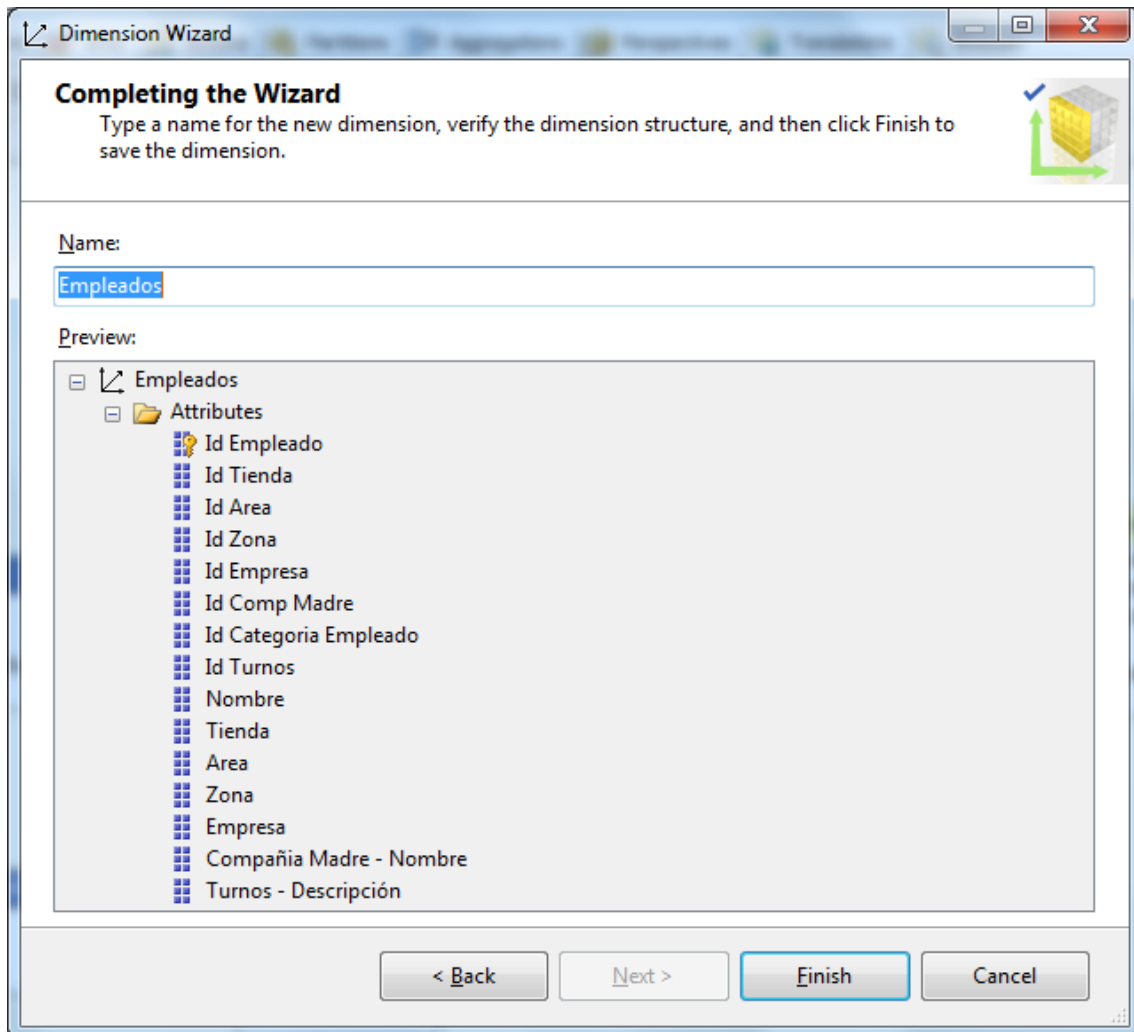 Dimension Wizard
Completing the Wizard
Type a name for the new dimension, verify the dimension structure, and then click Finish to
save the dimension.
Name:
Empleados
Preview:
Empleados
Attributes
Id Empleado
Id Tienda
Id Area
Id Zona
Id Empresa
Id Comp Madre
Id Categoria Empleado
Id Turnos
Nombre
Tienda
Area
Zona
Empresa
Compañia Madre - Nombre
Turnos - Descripción
< Back
Next >
Finish
Cancel